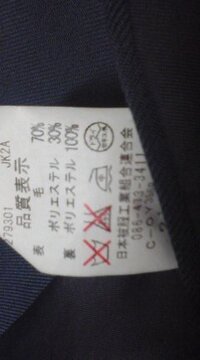 JK2A
279301
品質表示
毛 70%
表 ポリエステル 30%
裏 ポリエステル 100%
日本被服工業組合連合会